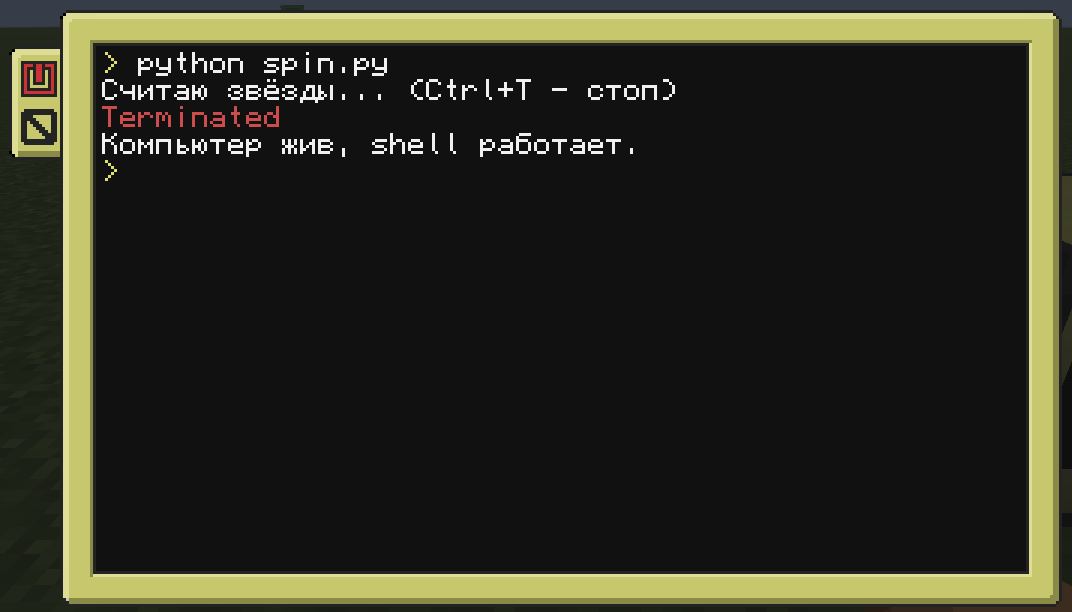 > python spin.py
Считаю звёзды... (Ctrl+T — стоп)
Terminated
Компьютер жив, shell работает.
>